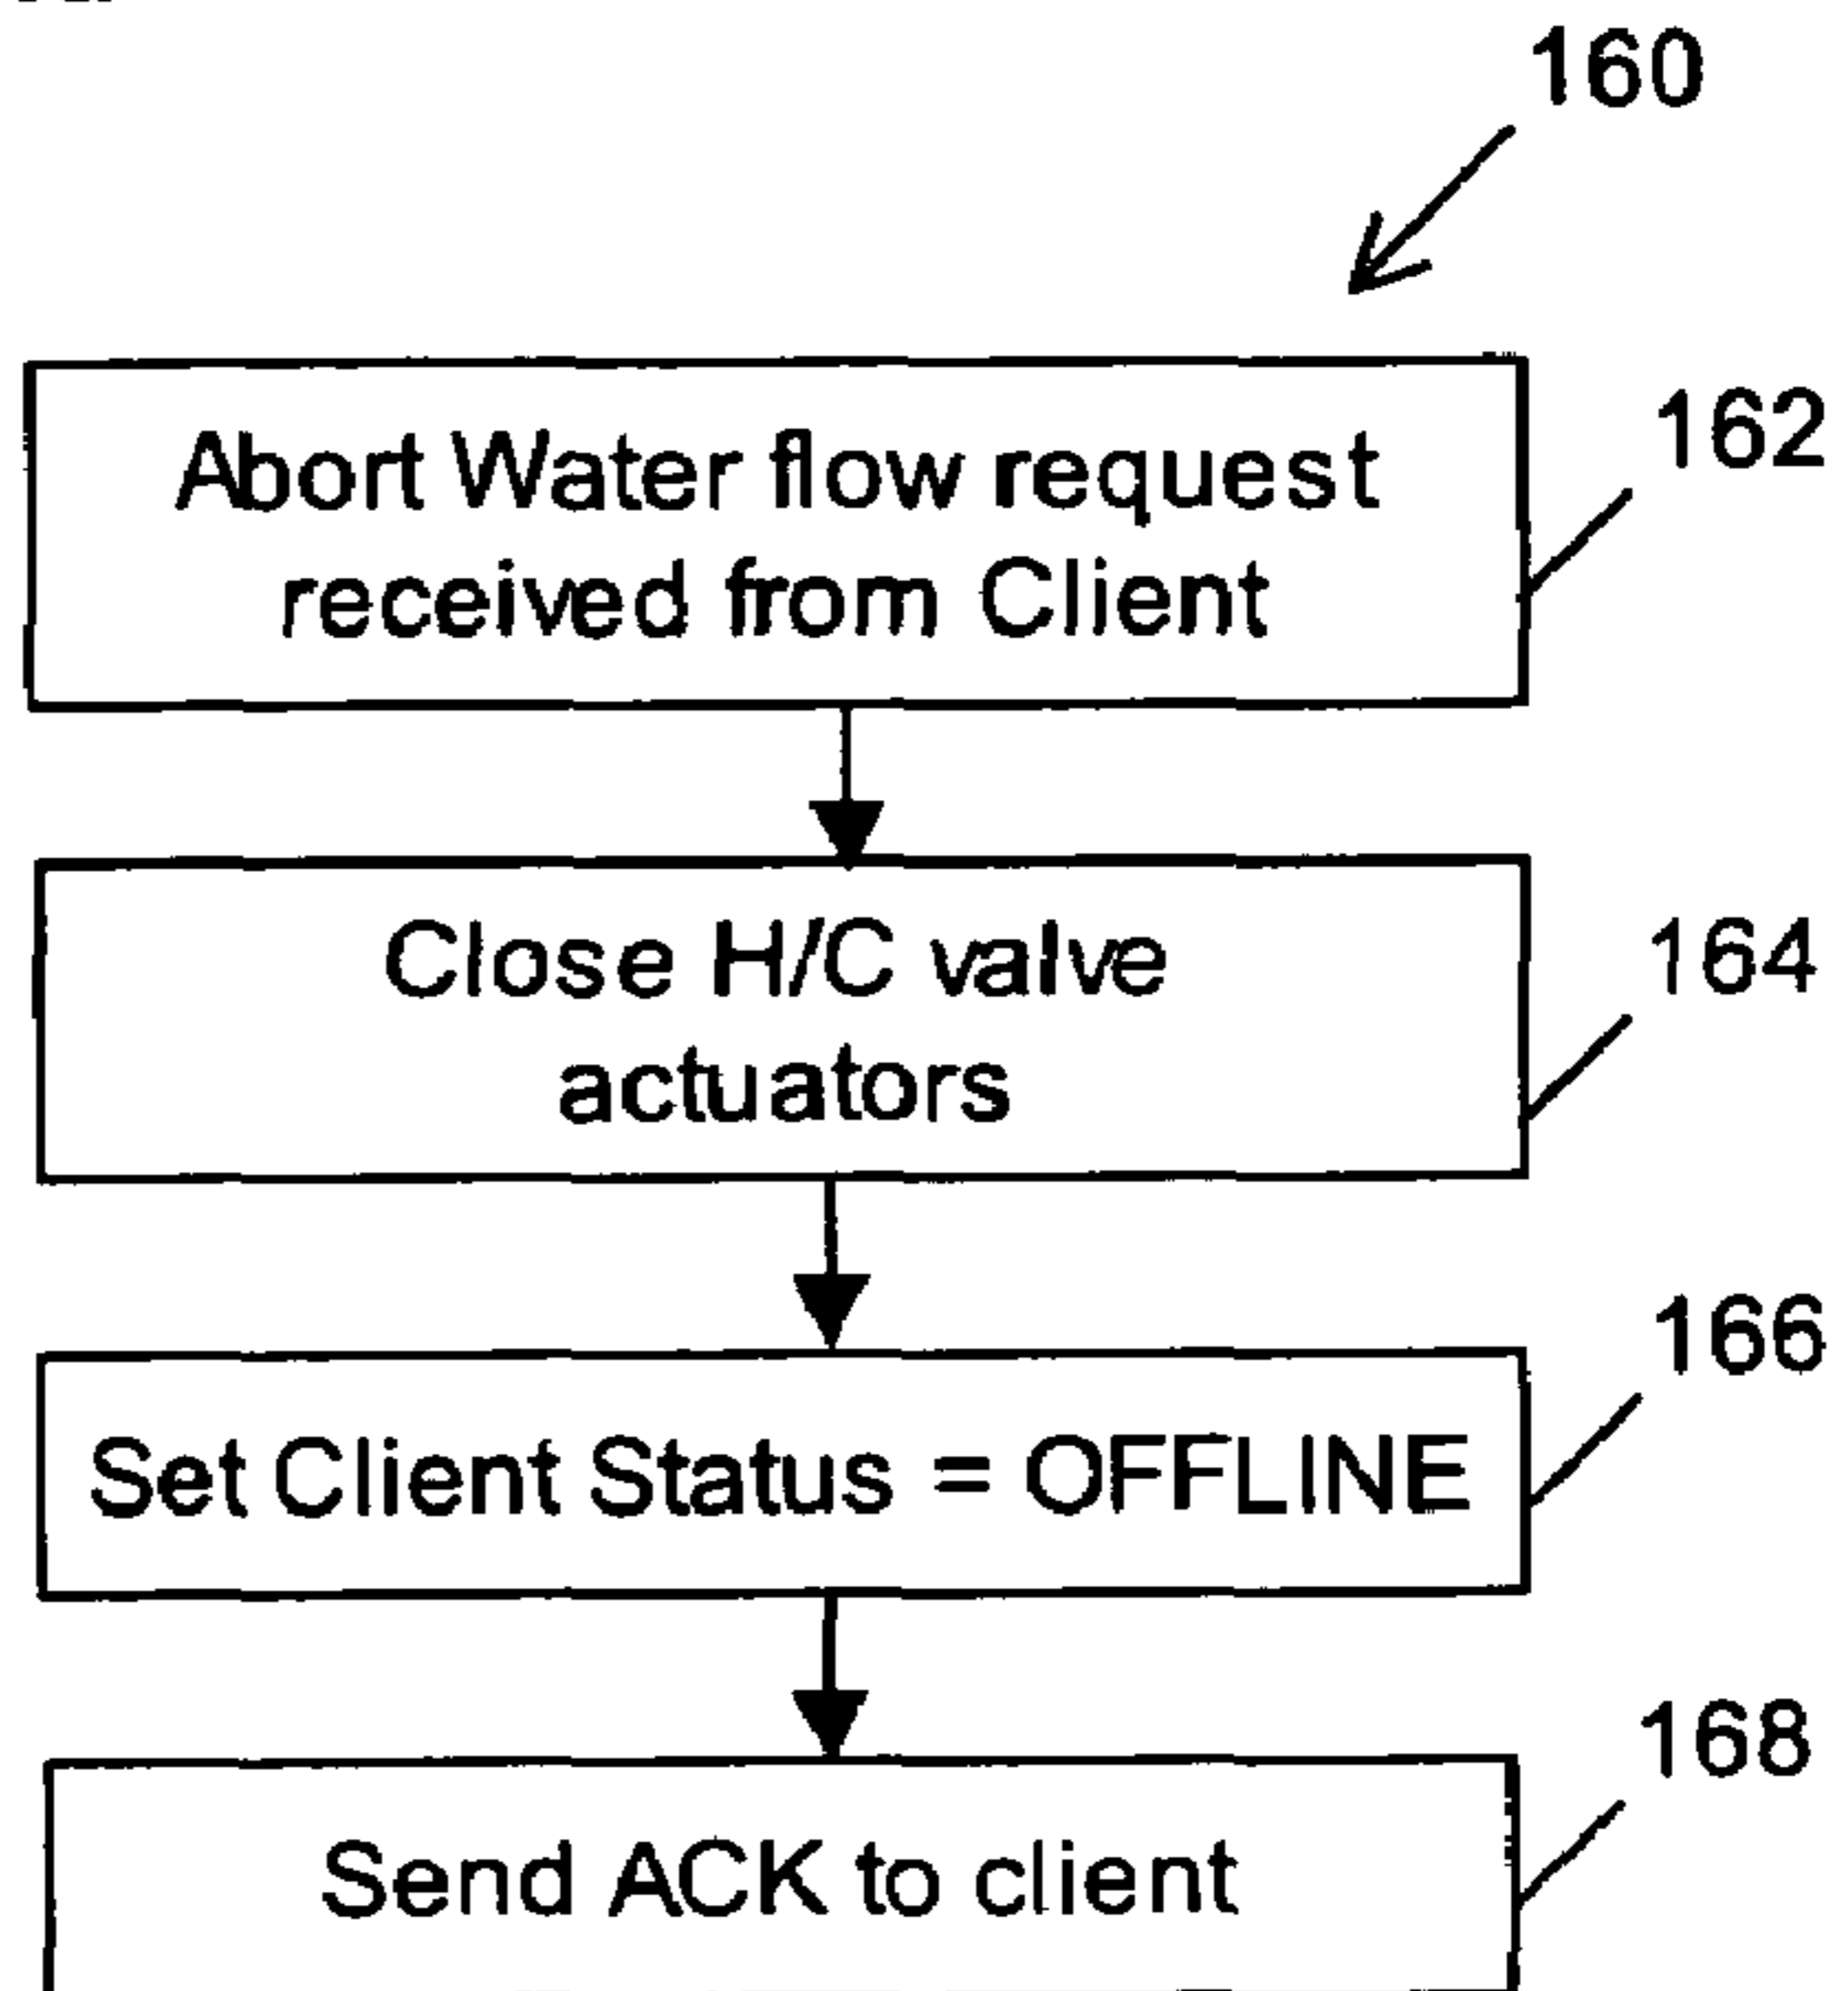 160
162
Abort Water flow request
received from Client
164
Close H/C valve
actuators
166
Set Client Status = OFFLINE
168
Send ACK to client